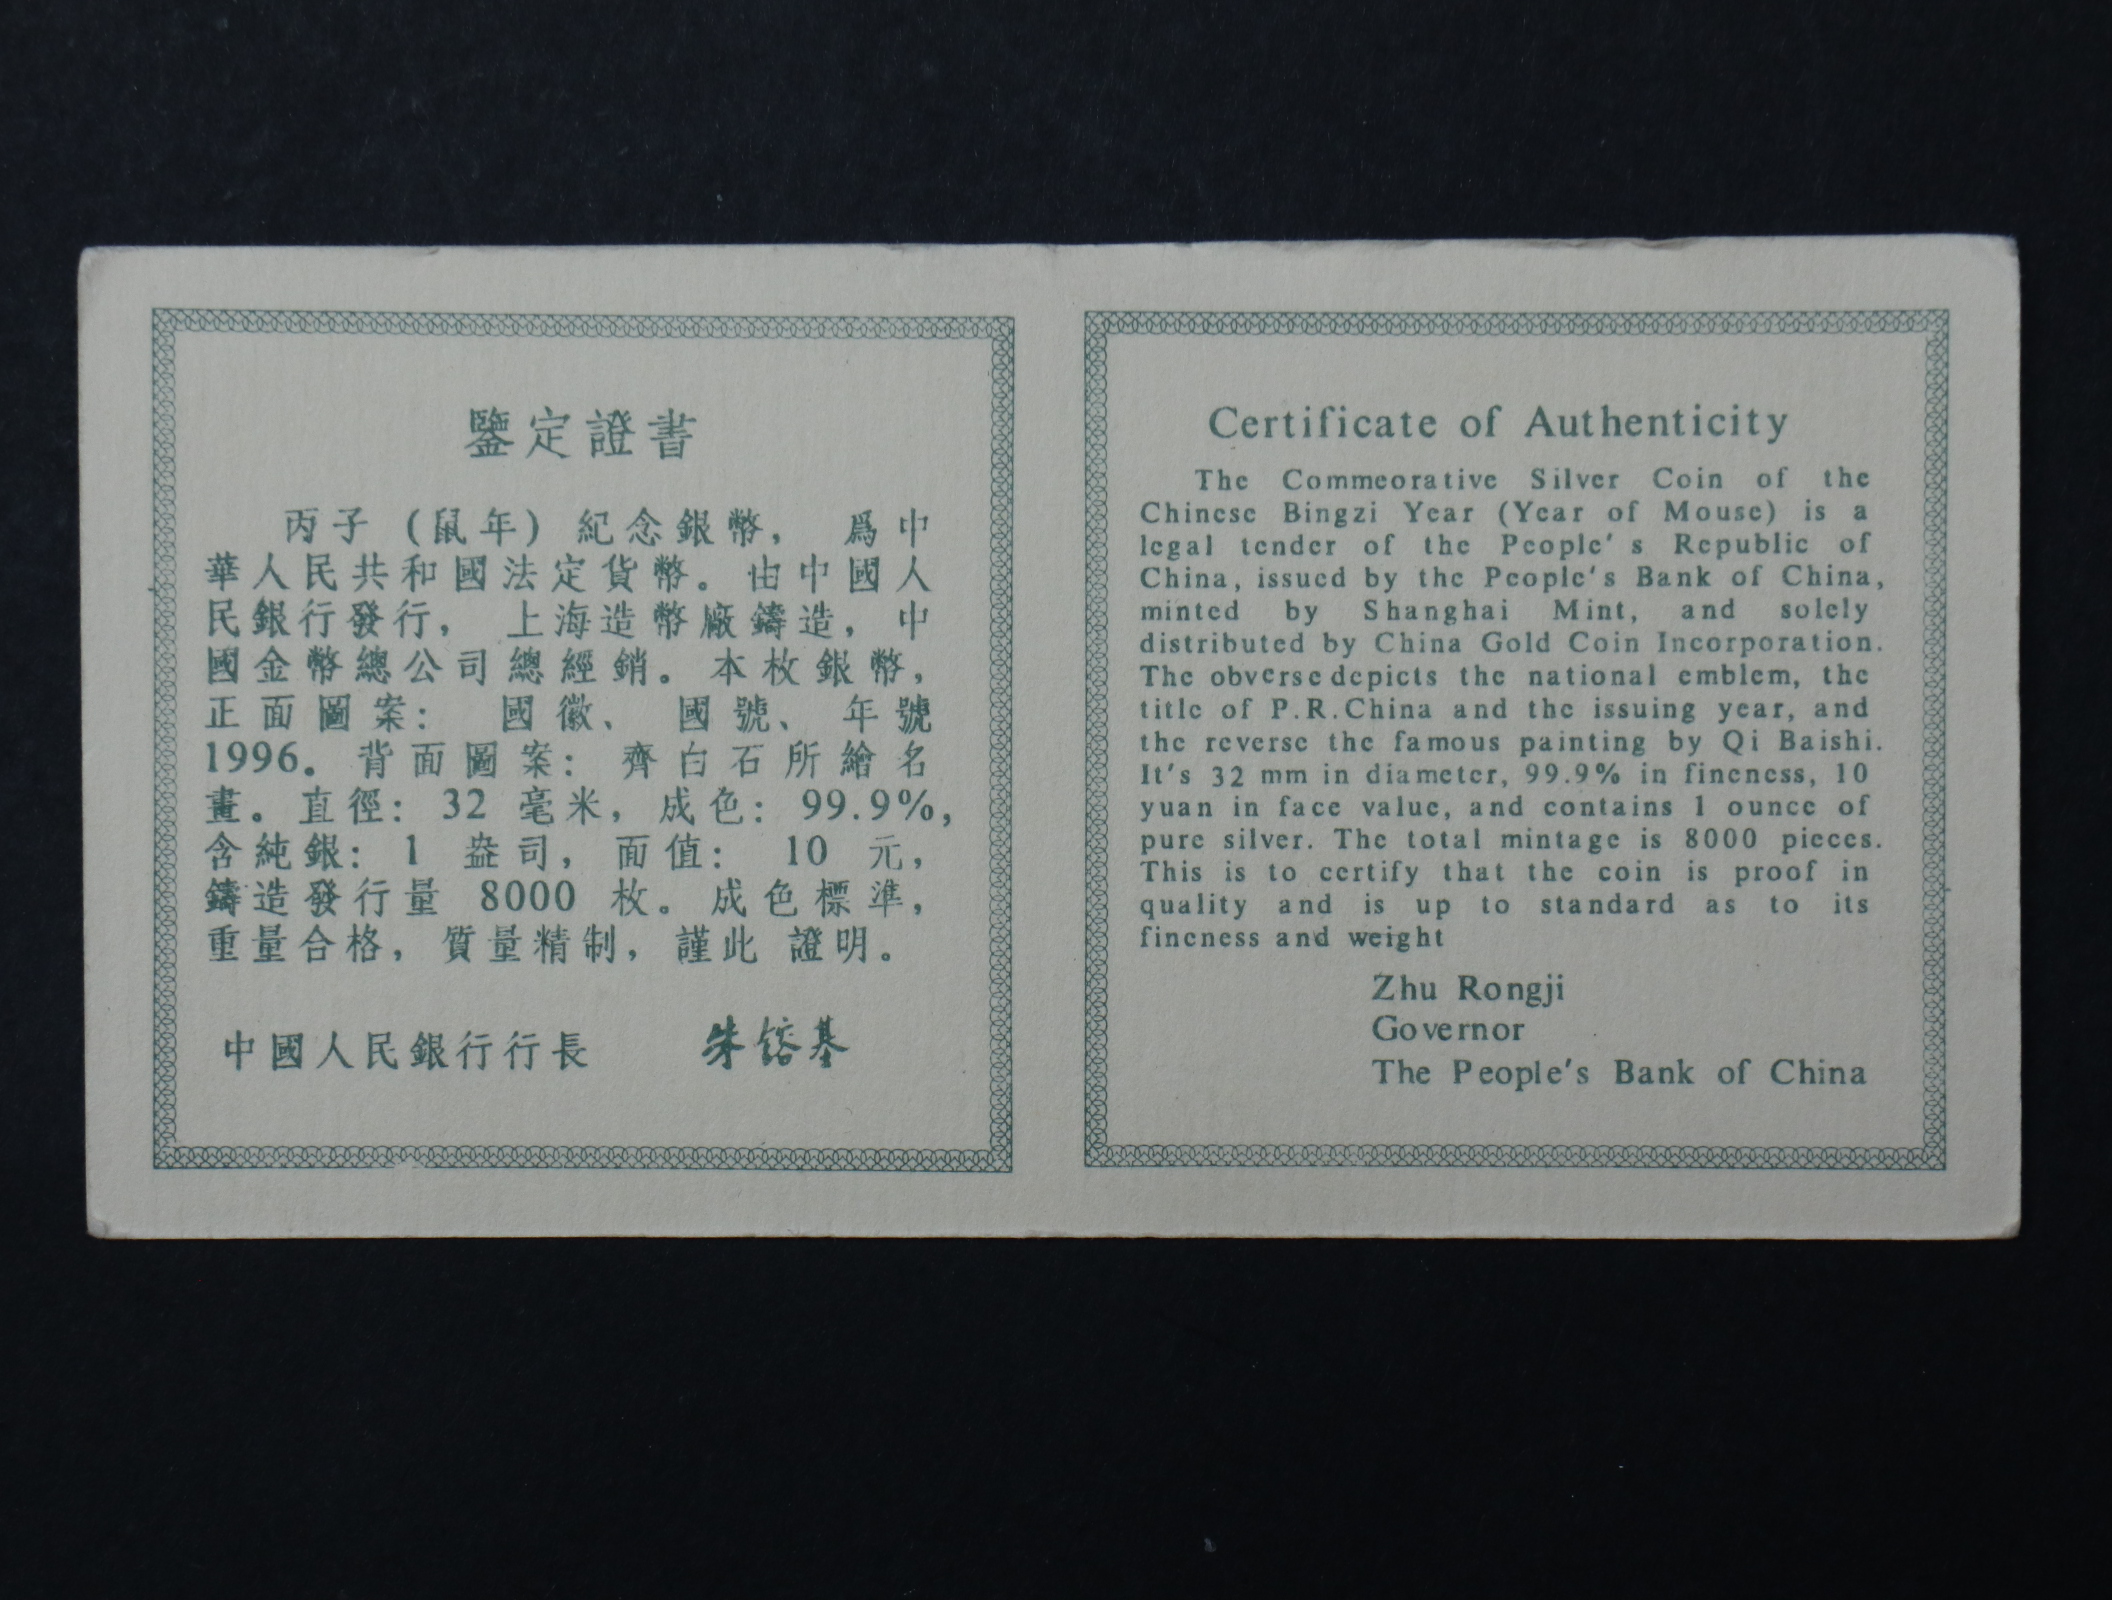 鑒定證書
丙子(鼠年)紀念銀幣, 爲中
華人民共和國法定貨幣。由中國人
民銀行發行, 上海造幣廠鑄造, 中
國金幣總公司總經銷。本枚銀幣,
正面圖案: 國徽、國號、年號
1996。背面圖案: 齊白石所繪名
畫。直徑: 32 毫米, 成色: 99.9%,
含純銀: 1 盎司, 面值: 10 元,
鑄造發行量 8000 枚。成色標準,
重量合格, 質量精制, 謹此 證明。
中國人民銀行行長 朱鎔基
Certificate of Authenticity
The Commeorative Silver Coin of the
Chinese Bingzi Year (Year of Mouse) is a
legal tender of the People's Republic of
China, issued by the People's Bank of China,
minted by Shanghai Mint, and solely
distributed by China Gold Coin Incorporation.
The obverse depicts the national emblem, the
title of P.R.China and the issuing year, and
the reverse the famous painting by Qi Baishi.
It's 32 mm in diameter, 99.9% in fineness, 10
yuan in face value, and contains 1 ounce of
pure silver. The total mintage is 8000 pieces.
This is to certify that the coin is proof in
quality and is up to standard as to its
fineness and weight
Zhu Rongji
Governor
The People's Bank of China